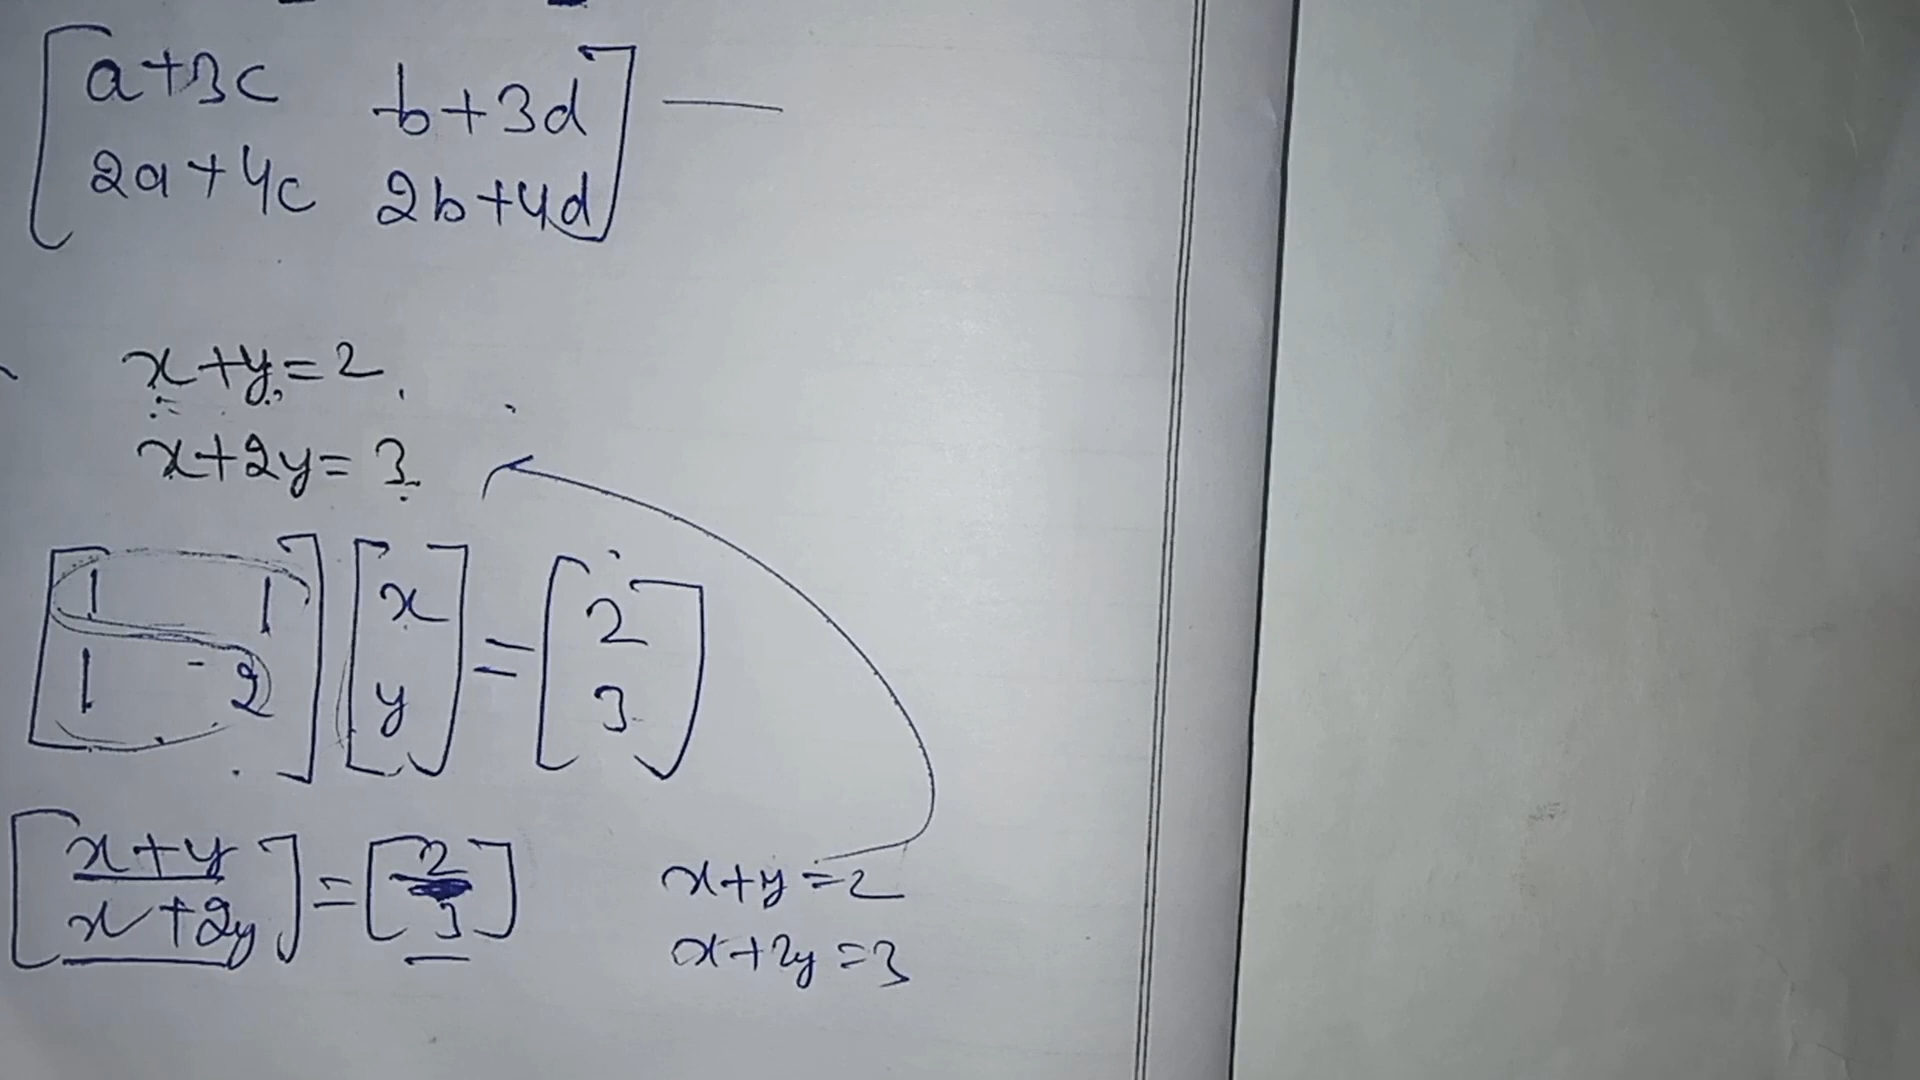 a+3c b+3d
2a+4c 2b+4d
x+y=2
x+2y=3
[1 1] [x] = [2]
[1 2] [y] [3]
[x+y] = [2]
[x+2y] [3]
x+y=2
x+2y=3